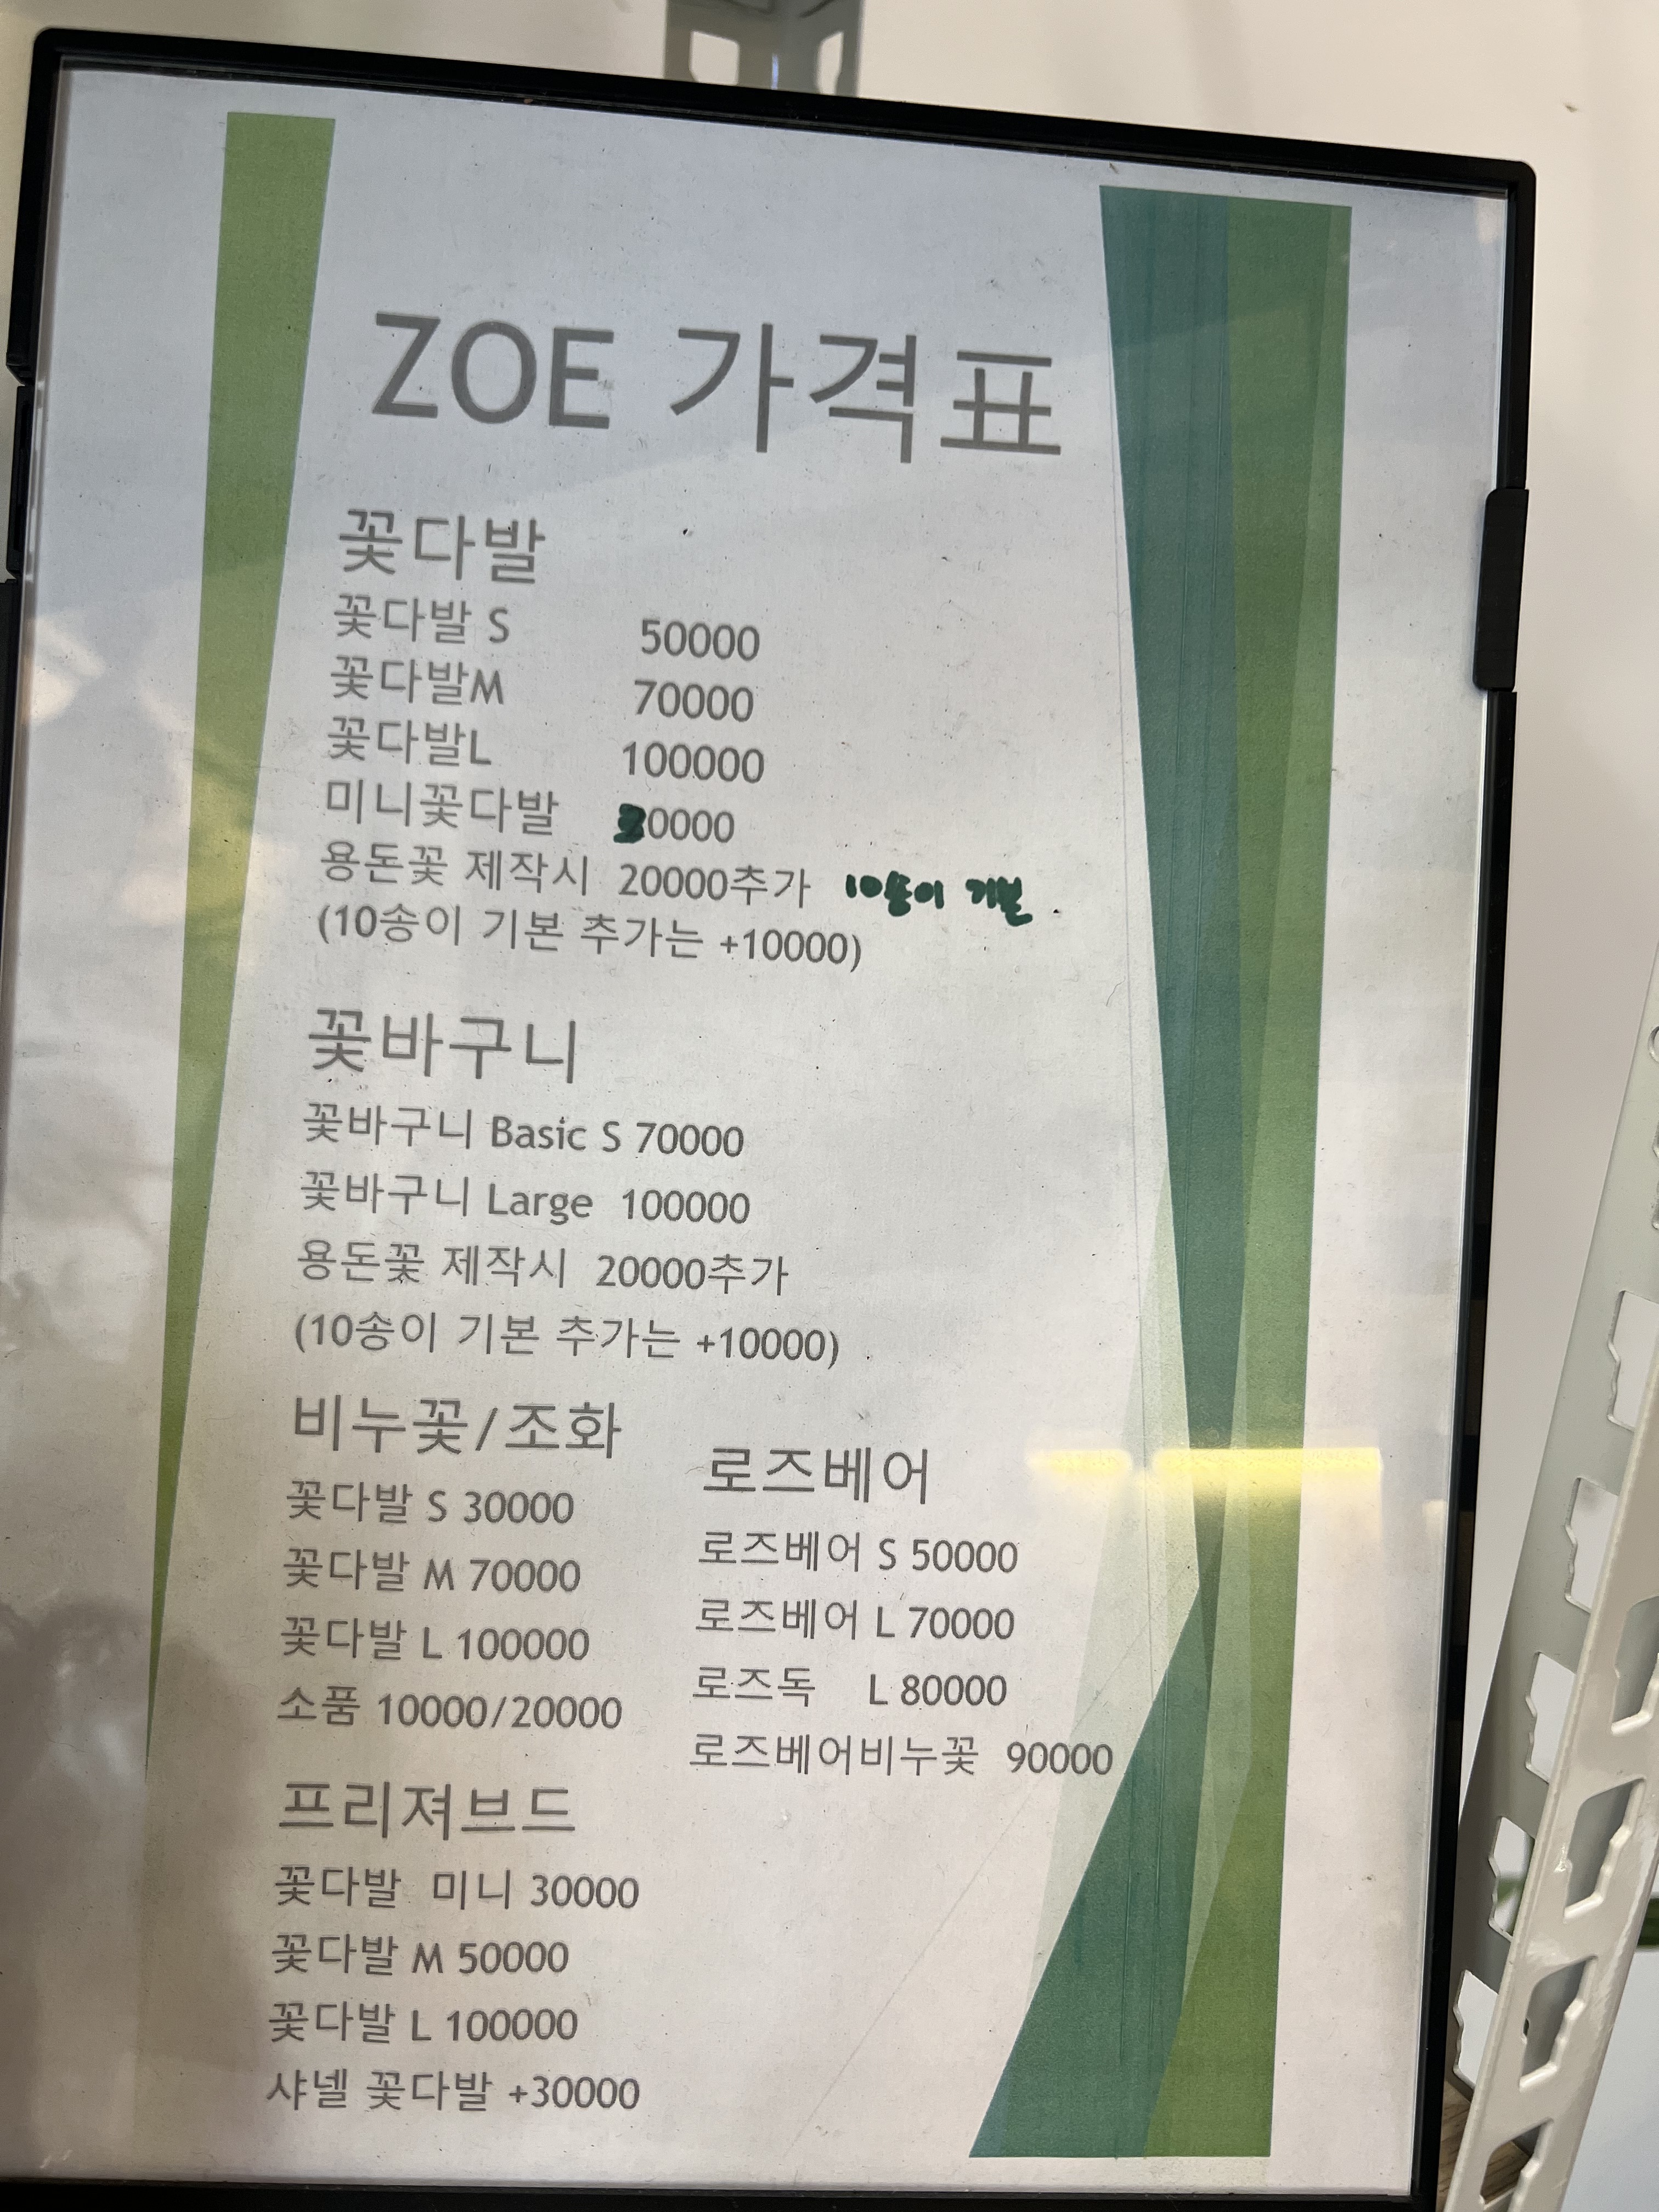 ZOE 가격표
꽃다발
꽃다발 S 50000
꽃다발M 70000
꽃다발L 100000
미니꽃다발 30000
용돈꽃 제작시 20000추가 10송이 기본.
(10송이 기본 추가는 +10000)
꽃바구니
꽃바구니 Basic S 70000
꽃바구니 Large 100000
용돈꽃 제작시 20000추가
(10송이 기본 추가는 +10000)
비누꽃/조화
꽃다발 S 30000
꽃다발 M 70000
꽃다발 L 100000
소품 10000/20000
로즈베어
로즈베어 S 50000
로즈베어 L 70000
로즈독 L 80000
로즈베어비누꽃 90000
프리져브드
꽃다발 미니 30000
꽃다발 M 50000
꽃다발 L 100000
샤넬 꽃다발 +30000